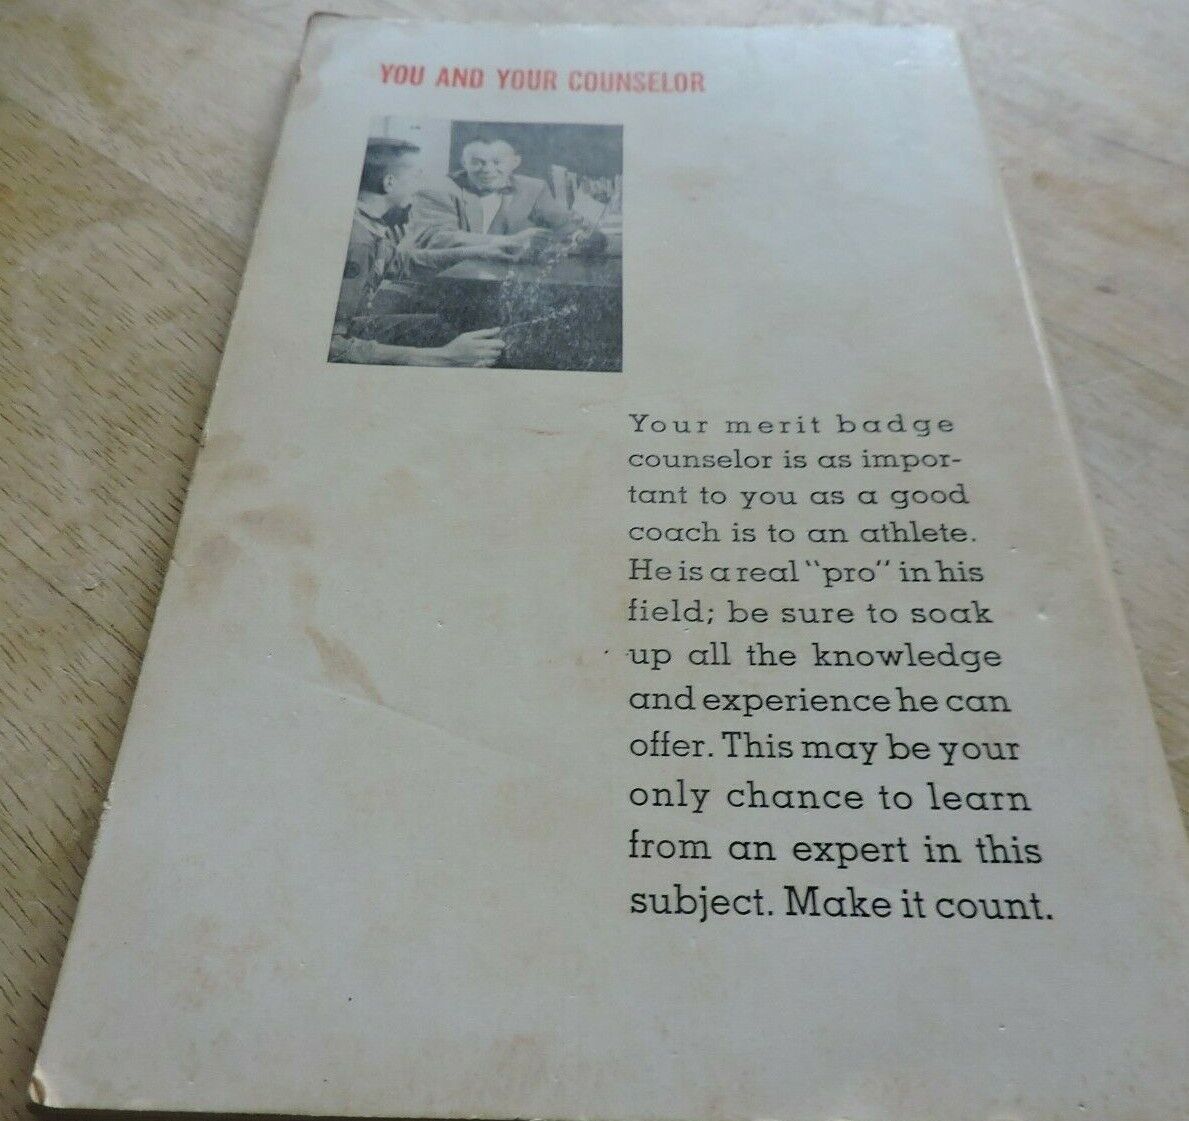 YOU AND YOUR COUNSELOR
Your merit badge
counselor is as impor-
tant to you as a good
coach is to an athlete.
He is a real "pro" in his
field; be sure to soak
up all the knowledge
and experience he can
offer. This may be your
only chance to learn
from an expert in this
subject. Make it count.